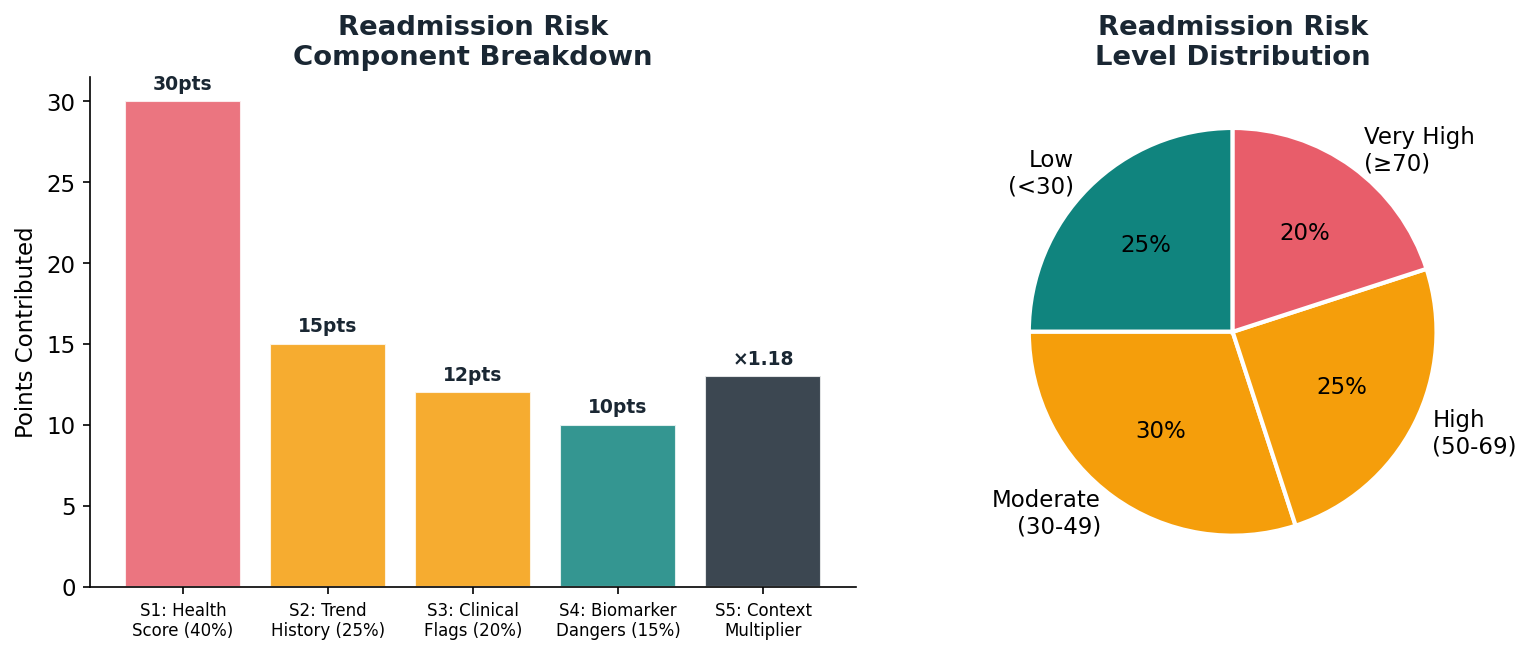 Readmission Risk
Component Breakdown
Points Contributed
30
25
20
15
10
5
0
30pts
15pts
12pts
10pts
×1.18
S1: Health
Score (40%)
S2: Trend
History (25%)
S3: Clinical
Flags (20%)
S4: Biomarker
Dangers (15%)
S5: Context
Multiplier
Readmission Risk
Level Distribution
Low
(<30)
25%
Very High
(≥70)
20%
Moderate
(30-49)
30%
High
(50-69)
25%